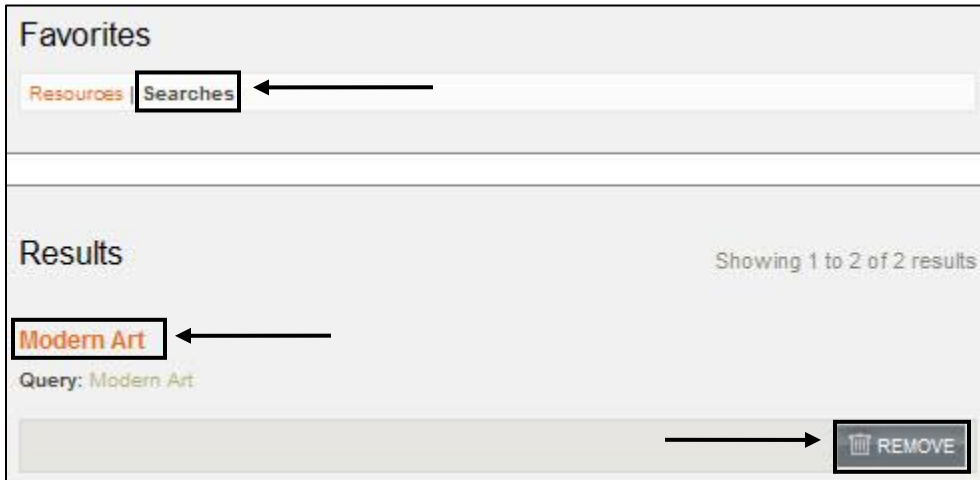 Favorites
Resources | Searches
Results
Showing 1 to 2 of 2 results
Modern Art
Query: Modern Art
REMOVE